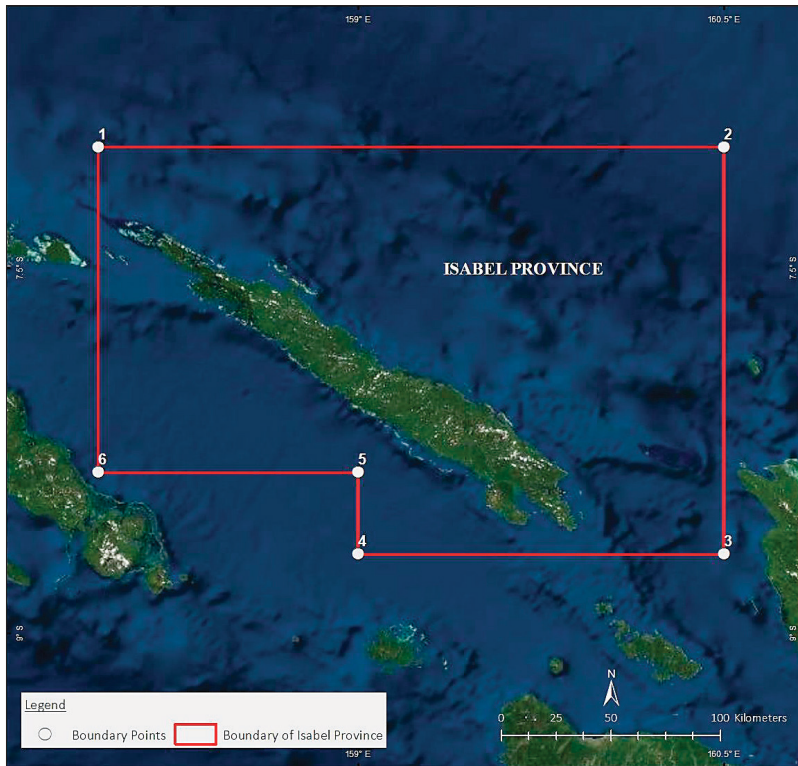 159° E 160.5° E
1 2
7.5° S 7.5° S
ISABEL PROVINCE
6 5
4 3
9° S 9° S
N
Legend
Boundary Points Boundary of Isabel Province
0 25 50 100 Kilometers
159° E 160.5° E